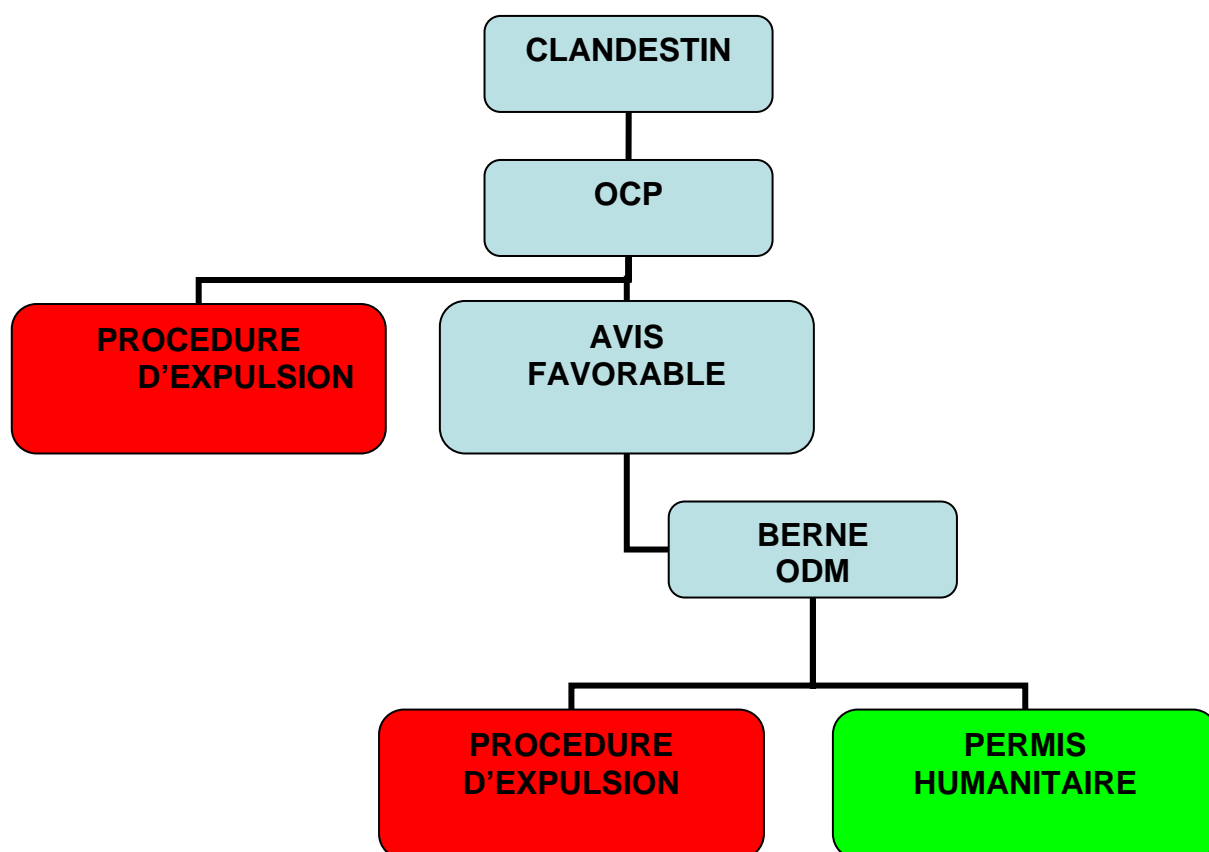 CLANDESTIN
OCP
PROCEDURE
D’EXPULSION
AVIS
FAVORABLE
BERNE
ODM
PROCEDURE
D’EXPULSION
PERMIS
HUMANITAIRE